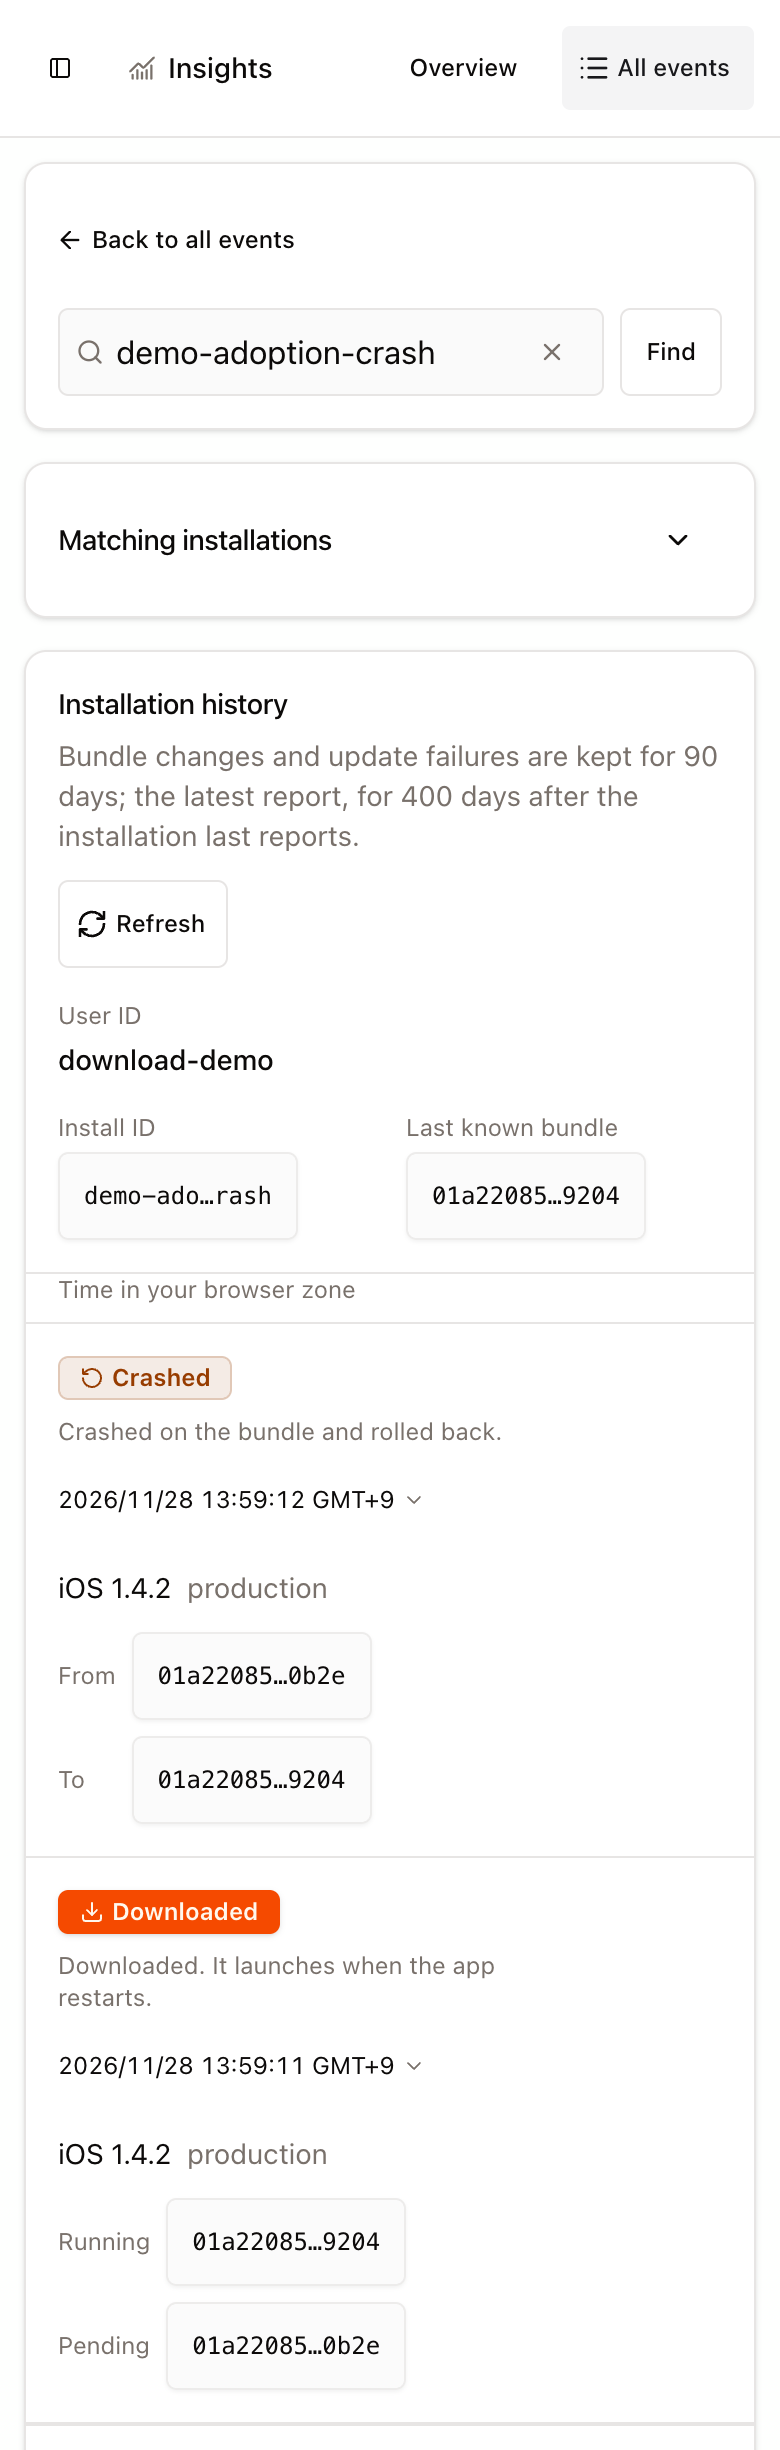 Insights
Overview
All events
Back to all events
demo-adoption-crash
Find
Matching installations
Installation history
Bundle changes and update failures are kept for 90
days; the latest report, for 400 days after the
installation last reports.
Refresh
User ID
download-demo
Install ID
Last known bundle
demo-ado…rash
01a22085…9204
Time in your browser zone
Crashed
Crashed on the bundle and rolled back.
2026/11/28 13:59:12 GMT+9
iOS 1.4.2 production
From 01a22085…0b2e
To 01a22085…9204
Downloaded
Downloaded. It launches when the app
restarts.
2026/11/28 13:59:11 GMT+9
iOS 1.4.2 production
Running 01a22085…9204
Pending 01a22085…0b2e